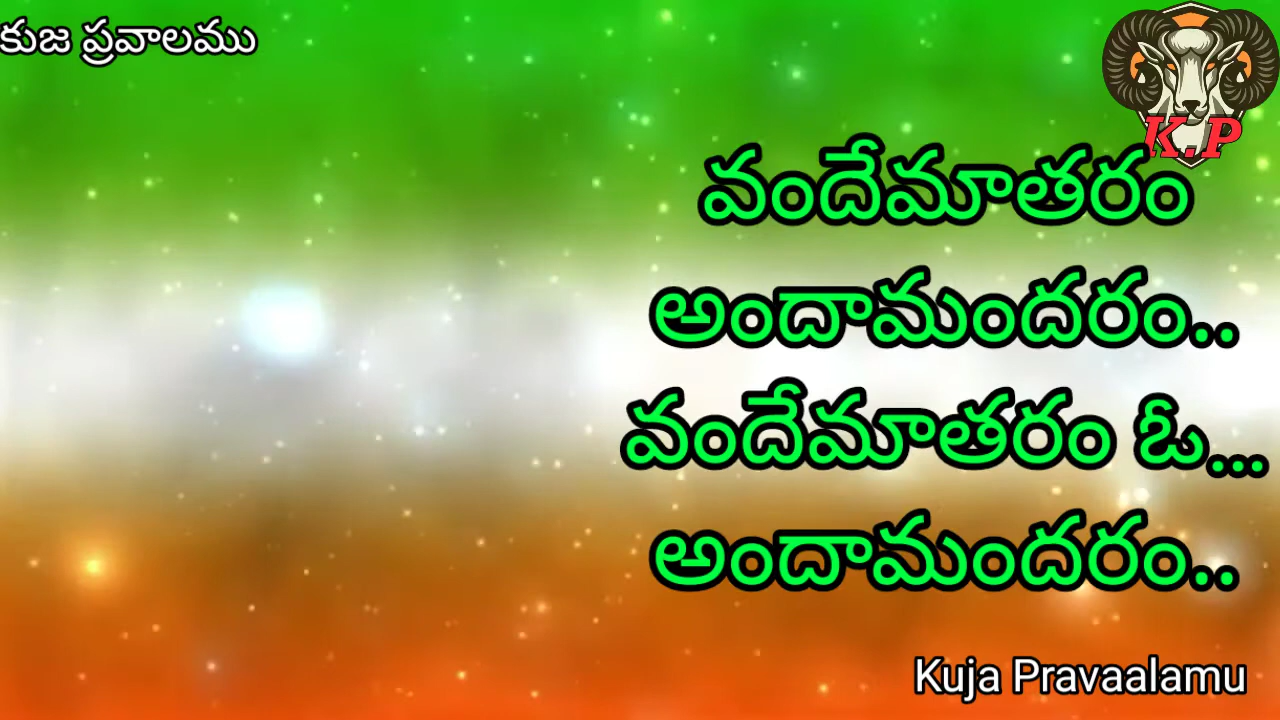 కుజ ప్రవాలము
K.P
వందేమాతరం
అందామందరం..
వందేమాతరం ఓ...
అందామందరం..
Kuja Pravaalamu